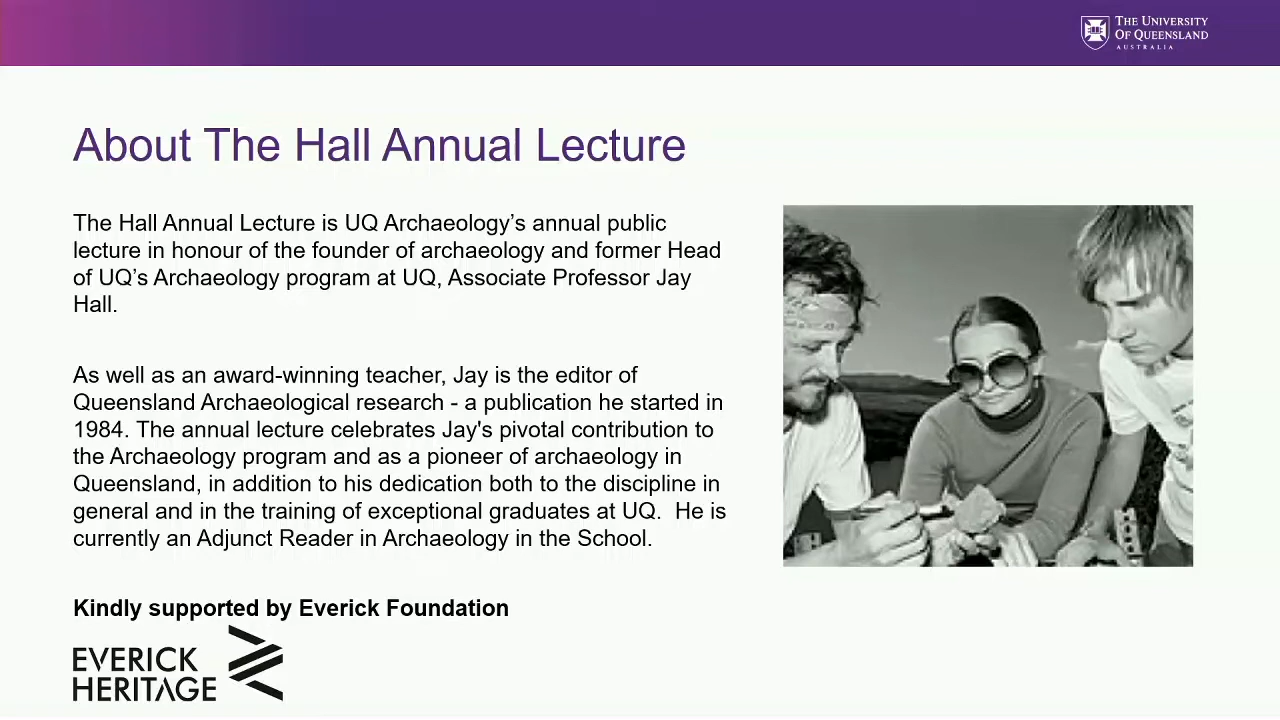 THE UNIVERSITY
OF QUEENSLAND
AUSTRALIA
About The Hall Annual Lecture
The Hall Annual Lecture is UQ Archaeology’s annual public
lecture in honour of the founder of archaeology and former Head
of UQ’s Archaeology program at UQ, Associate Professor Jay
Hall.
As well as an award-winning teacher, Jay is the editor of
Queensland Archaeological research - a publication he started in
1984. The annual lecture celebrates Jay's pivotal contribution to
the Archaeology program and as a pioneer of archaeology in
Queensland, in addition to his dedication both to the discipline in
general and in the training of exceptional graduates at UQ.  He is
currently an Adjunct Reader in Archaeology in the School.
Kindly supported by Everick Foundation
EVERICK
HERITAGE